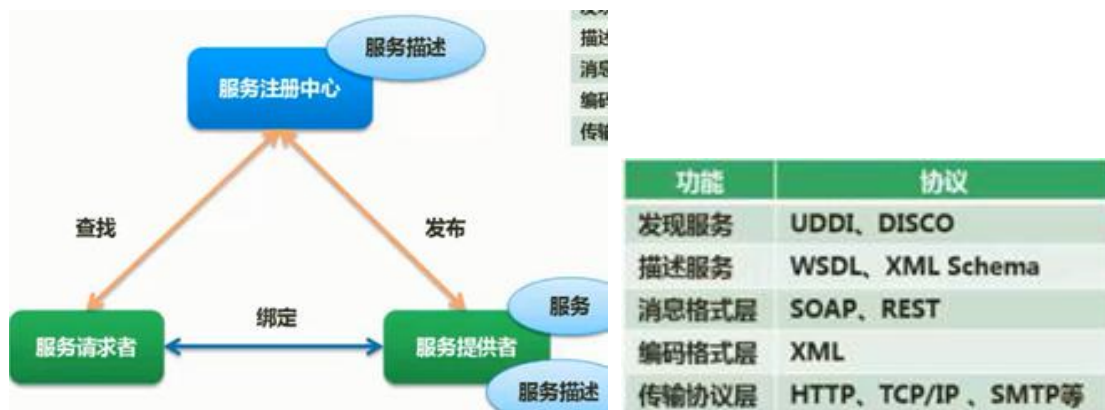 服务描述
服务注册中心
查找
发布
绑定
服务请求者
服务提供者
服务
服务描述
描述
消息
编码
传输
功能 协议
发现服务 UDDI、DISCO
描述服务 WSDL、XML Schema
消息格式层 SOAP、REST
编码格式层 XML
传输协议层 HTTP、TCP/IP 、SMTP等